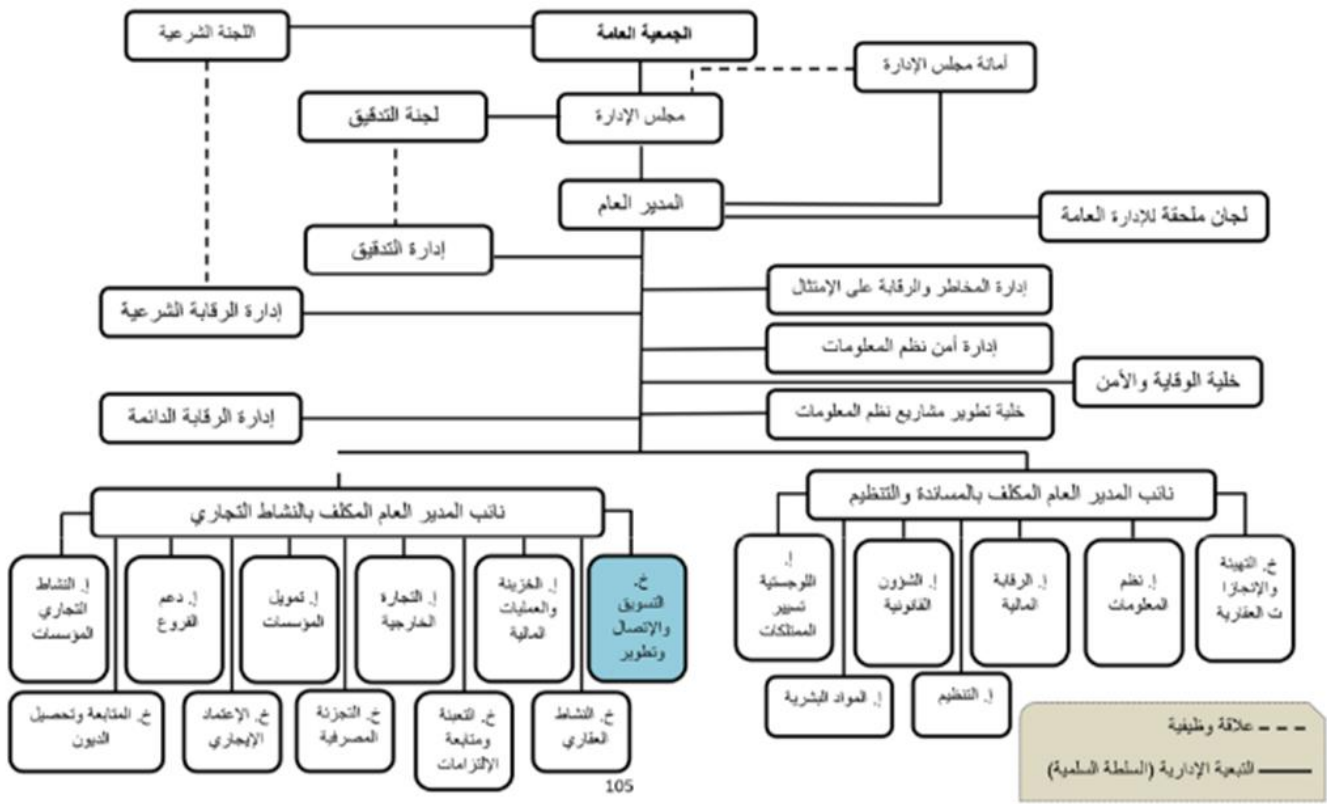 اللجنة الشرعية
الجمعية العامة
أمانة مجلس الإدارة
لجنة التدقيق
مجلس الإدارة
المدير العام
لجان ملحقة للإدارة العامة
إدارة التدقيق
إدارة المخاطر والرقابة على الإمتثال
إدارة الرقابة الشرعية
إدارة أمن نظم المعلومات
خلية الوقاية والأمن
إدارة الرقابة الدائمة
خلية تطوير مشاريع نظم المعلومات
نائب المدير العام المكلف بالمساندة والتنظيم
نائب المدير العام المكلف بالنشاط التجاري
خ. التهيئة
والإنجازا
ت العقارية
إ. نظم
المعلومات
إ. الرقابة
المالية
إ. الشؤون
القانونية
إ.
اللوجستية
تسيير
الممتلكات
إ. التنظيم
إ. المواد البشرية
خ.
التسويق
والإتصال
وتطوير
إ. الخزينة
والعمليات
المالية
إ. التجارة
الخارجية
إ. تمويل
المؤسسات
إ. دعم
الفروع
إ. النشاط
التجاري
المؤسسات
خ. النشاط
العقاري
خ. التعبئة
ومتابعة
الإلتزامات
خ. التجزئة
المصرفية
خ. الإعتماد
الإيجاري
خ. المتابعة وتحصيل
الديون
علاقة وظيفية
التبعية الإدارية (السلطة السلمية)
105